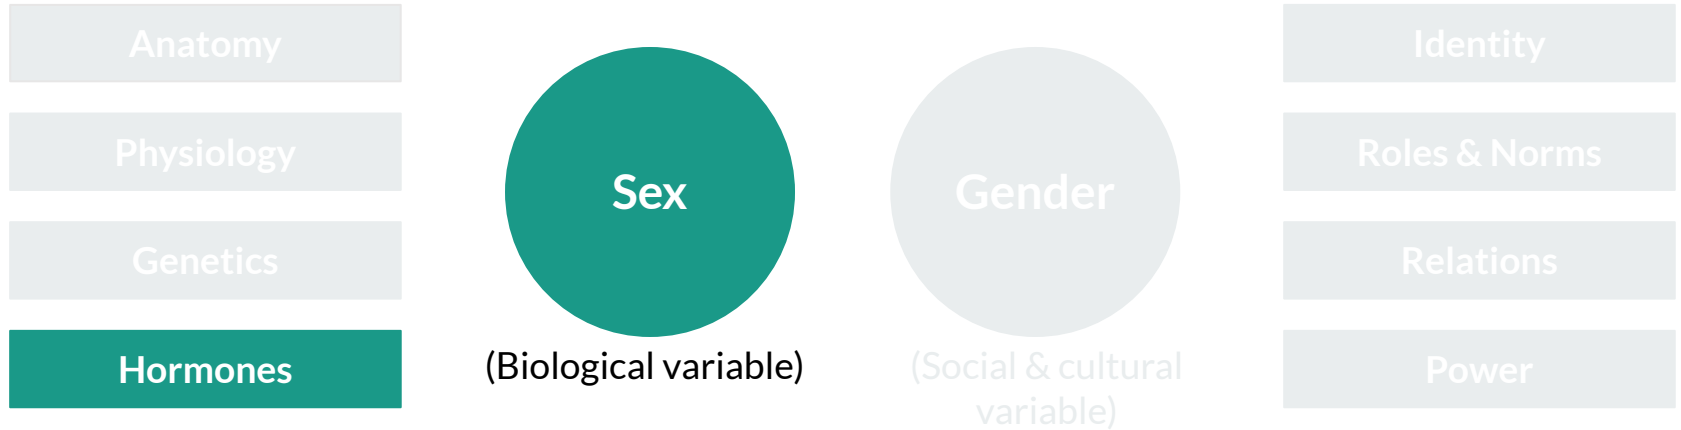 Anatomy
Physiology
Genetics
Hormones
Sex
(Biological variable)
Gender
(Social & cultural
variable)
Identity
Roles & Norms
Relations
Power